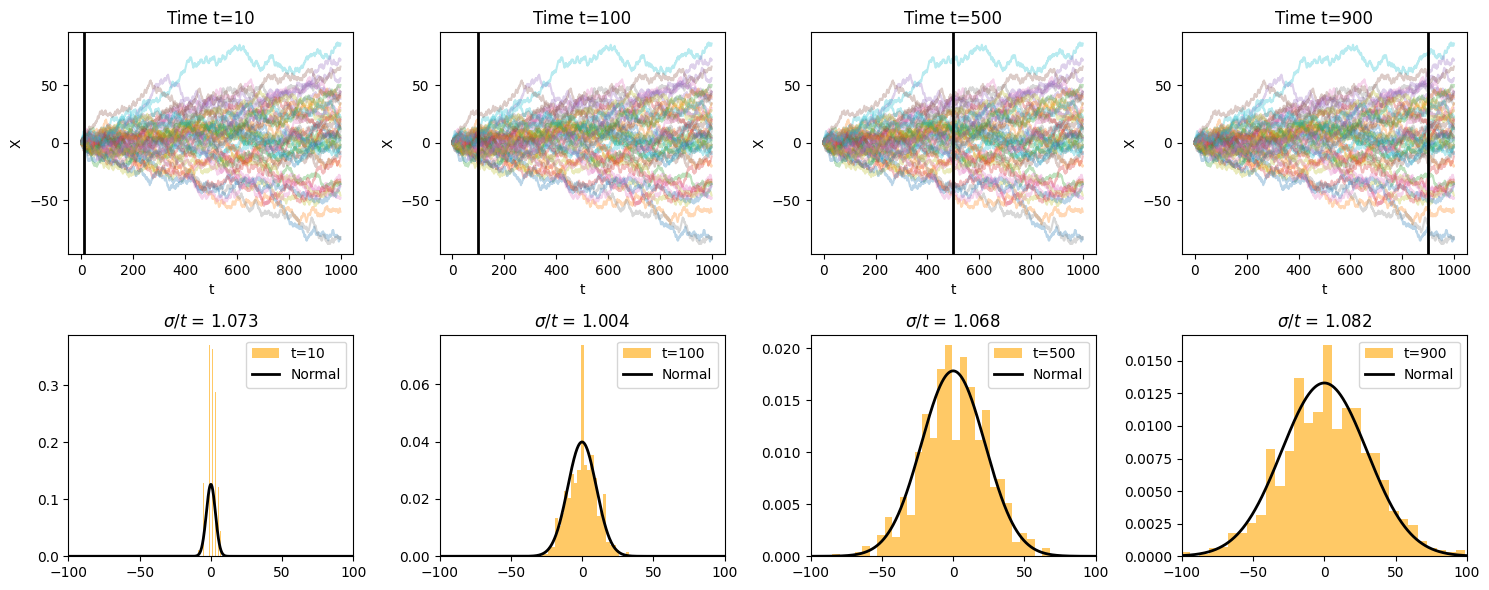 Time t=10
Time t=100
Time t=500
Time t=900
X
50
0
−50
0 200 400 600 800 1000
t
X
50
0
−50
0 200 400 600 800 1000
t
X
50
0
−50
0 200 400 600 800 1000
t
X
50
0
−50
0 200 400 600 800 1000
t
σ/t = 1.073
0.3
0.2
0.1
0.0
−100 −50 0 50 100
t=10
Normal
σ/t = 1.004
0.06
0.04
0.02
0.00
−100 −50 0 50 100
t=100
Normal
σ/t = 1.068
0.020
0.015
0.010
0.005
0.000
−100 −50 0 50 100
t=500
Normal
σ/t = 1.082
0.0150
0.0125
0.0100
0.0075
0.0050
0.0025
0.0000
−100 −50 0 50 100
t=900
Normal